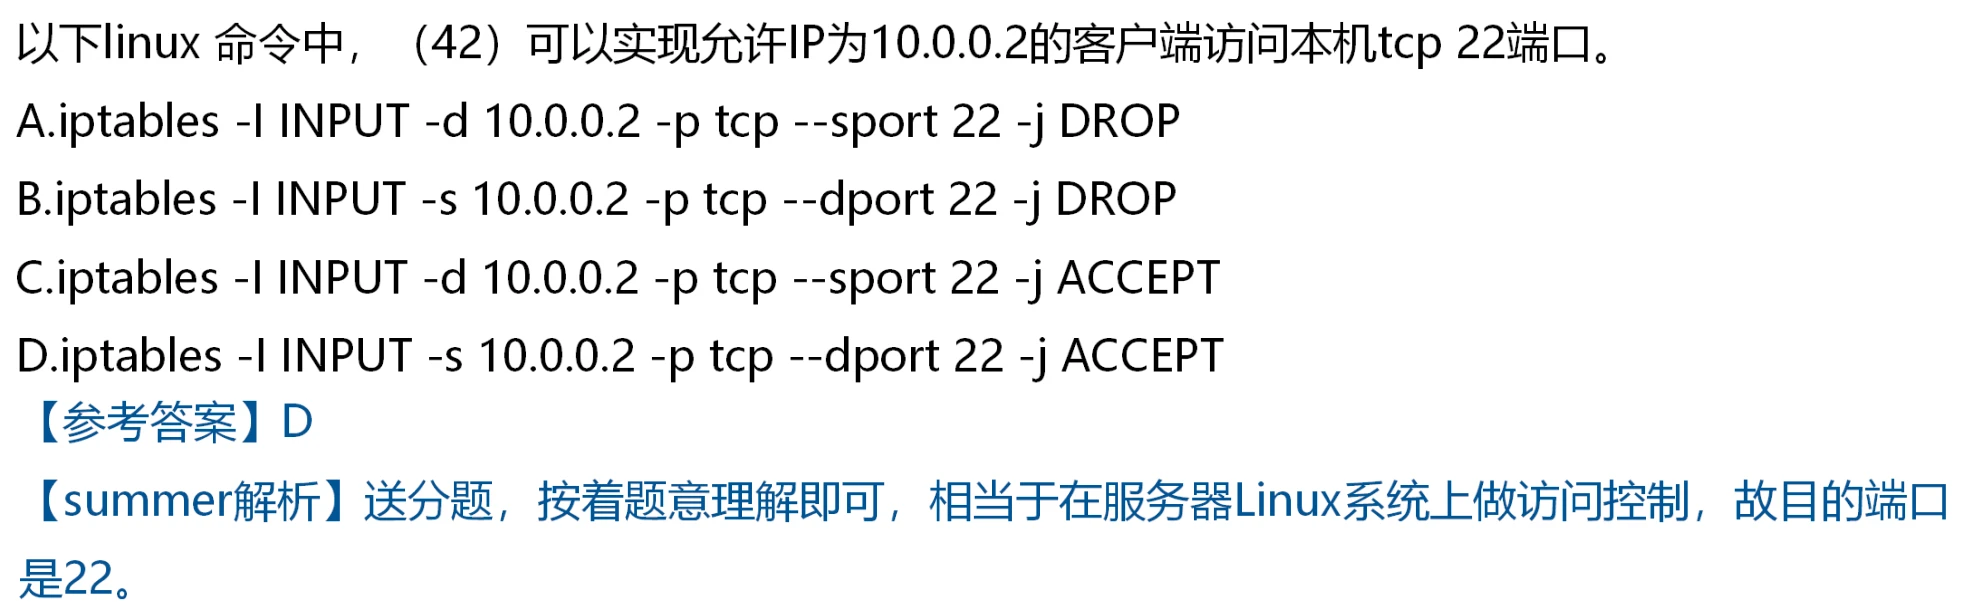 以下linux 命令中，（42）可以实现允许IP为10.0.0.2的客户端访问本机tcp 22端口。
A.iptables -I INPUT -d 10.0.0.2 -p tcp --sport 22 -j DROP
B.iptables -I INPUT -s 10.0.0.2 -p tcp --dport 22 -j DROP
C.iptables -I INPUT -d 10.0.0.2 -p tcp --sport 22 -j ACCEPT
D.iptables -I INPUT -s 10.0.0.2 -p tcp --dport 22 -j ACCEPT
【参考答案】D
【summer解析】送分题，按着题意理解即可，相当于在服务器Linux系统上做访问控制，故目的端口
是22。